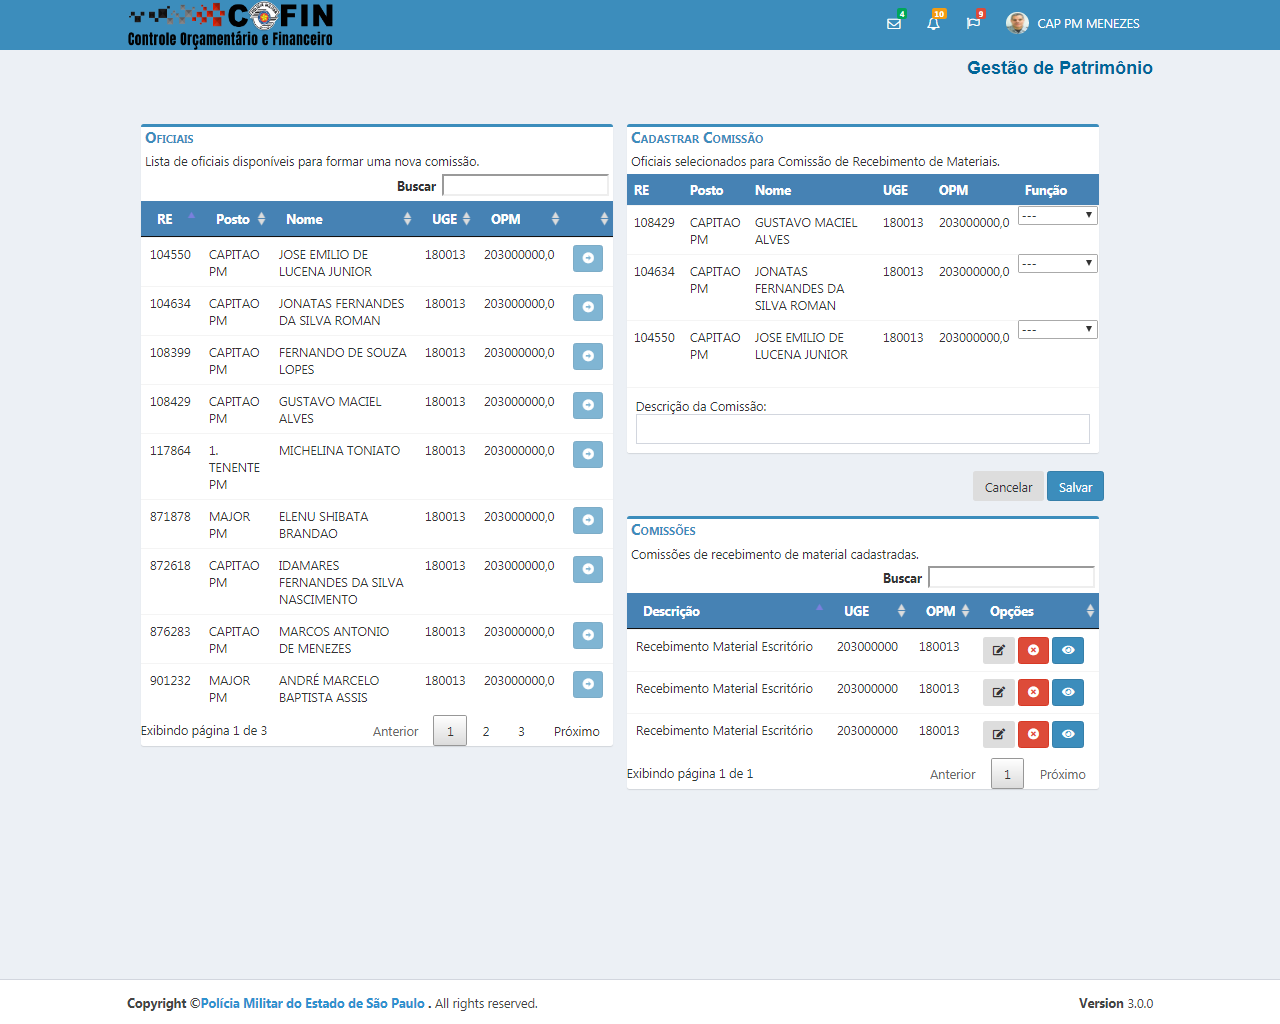 COFIN
Controle Orçamentário e Financeiro
4
10
9
CAP PM MENEZES
Gestão de Patrimônio
Oficiais
Lista de oficiais disponíveis para formar uma nova comissão.
Buscar
RE Posto Nome UGE OPM
104550 CAPITAO PM JOSE EMILIO DE LUCENA JUNIOR 180013 203000000,0
104634 CAPITAO PM JONATAS FERNANDES DA SILVA ROMAN 180013 203000000,0
108399 CAPITAO PM FERNANDO DE SOUZA LOPES 180013 203000000,0
108429 CAPITAO PM GUSTAVO MACIEL ALVES 180013 203000000,0
117864 1. TENENTE PM MICHELINA TONIATO 180013 203000000,0
871878 MAJOR PM ELENU SHIBATA BRANDAO 180013 203000000,0
872618 CAPITAO PM IDAMARES FERNANDES DA SILVA NASCIMENTO 180013 203000000,0
876283 CAPITAO PM MARCOS ANTONIO DE MENEZES 180013 203000000,0
901232 MAJOR PM ANDRÉ MARCELO BAPTISTA ASSIS 180013 203000000,0
Exibindo página 1 de 3 Anterior 1 2 3 Próximo
Cadastrar Comissão
Oficiais selecionados para Comissão de Recebimento de Materiais.
RE Posto Nome UGE OPM Função
108429 CAPITAO PM GUSTAVO MACIEL ALVES 180013 203000000,0 ---
104634 CAPITAO PM JONATAS FERNANDES DA SILVA ROMAN 180013 203000000,0 ---
104550 CAPITAO PM JOSE EMILIO DE LUCENA JUNIOR 180013 203000000,0 ---
Descrição da Comissão:
Cancelar Salvar
Comissões
Comissões de recebimento de material cadastradas.
Buscar
Descrição UGE OPM Opções
Recebimento Material Escritório 203000000 180013
Recebimento Material Escritório 203000000 180013
Recebimento Material Escritório 203000000 180013
Exibindo página 1 de 1 Anterior 1 Próximo
Copyright ©Polícia Militar do Estado de São Paulo . All rights reserved.
Version 3.0.0